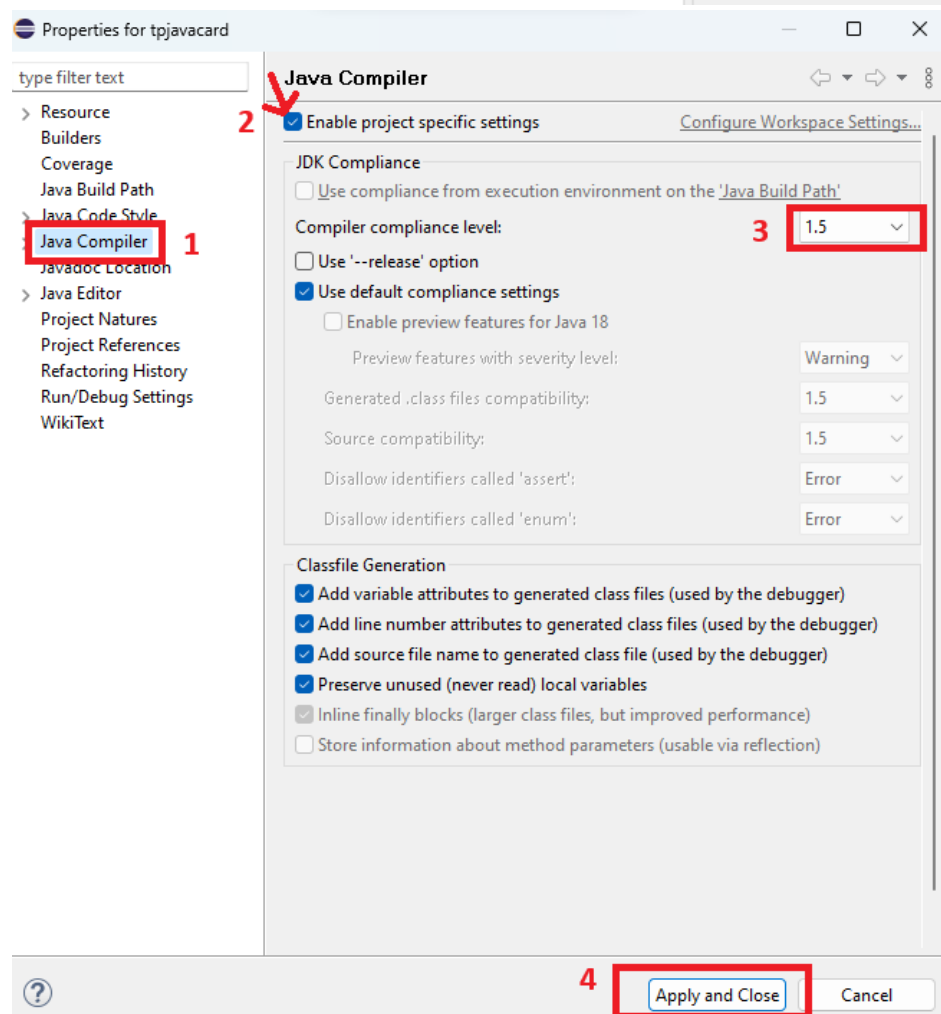 Properties for tpjavacard
type filter text
Resource
Builders
Coverage
Java Build Path
Java Code Style
Java Compiler
1
Javadoc Location
Java Editor
Project Natures
Project References
Refactoring History
Run/Debug Settings
WikiText
Java Compiler
2
Enable project specific settings Configure Workspace Settings...
JDK Compliance
Use compliance from execution environment on the 'Java Build Path'
Compiler compliance level: 3 1.5
Use '--release' option
Use default compliance settings
Enable preview features for Java 18
Preview features with severity level: Warning
Generated .class files compatibility: 1.5
Source compatibility: 1.5
Disallow identifiers called 'assert': Error
Disallow identifiers called 'enum': Error
Classfile Generation
Add variable attributes to generated class files (used by the debugger)
Add line number attributes to generated class files (used by the debugger)
Add source file name to generated class file (used by the debugger)
Preserve unused (never read) local variables
Inline finally blocks (larger class files, but improved performance)
Store information about method parameters (usable via reflection)
? 4 Apply and Close Cancel